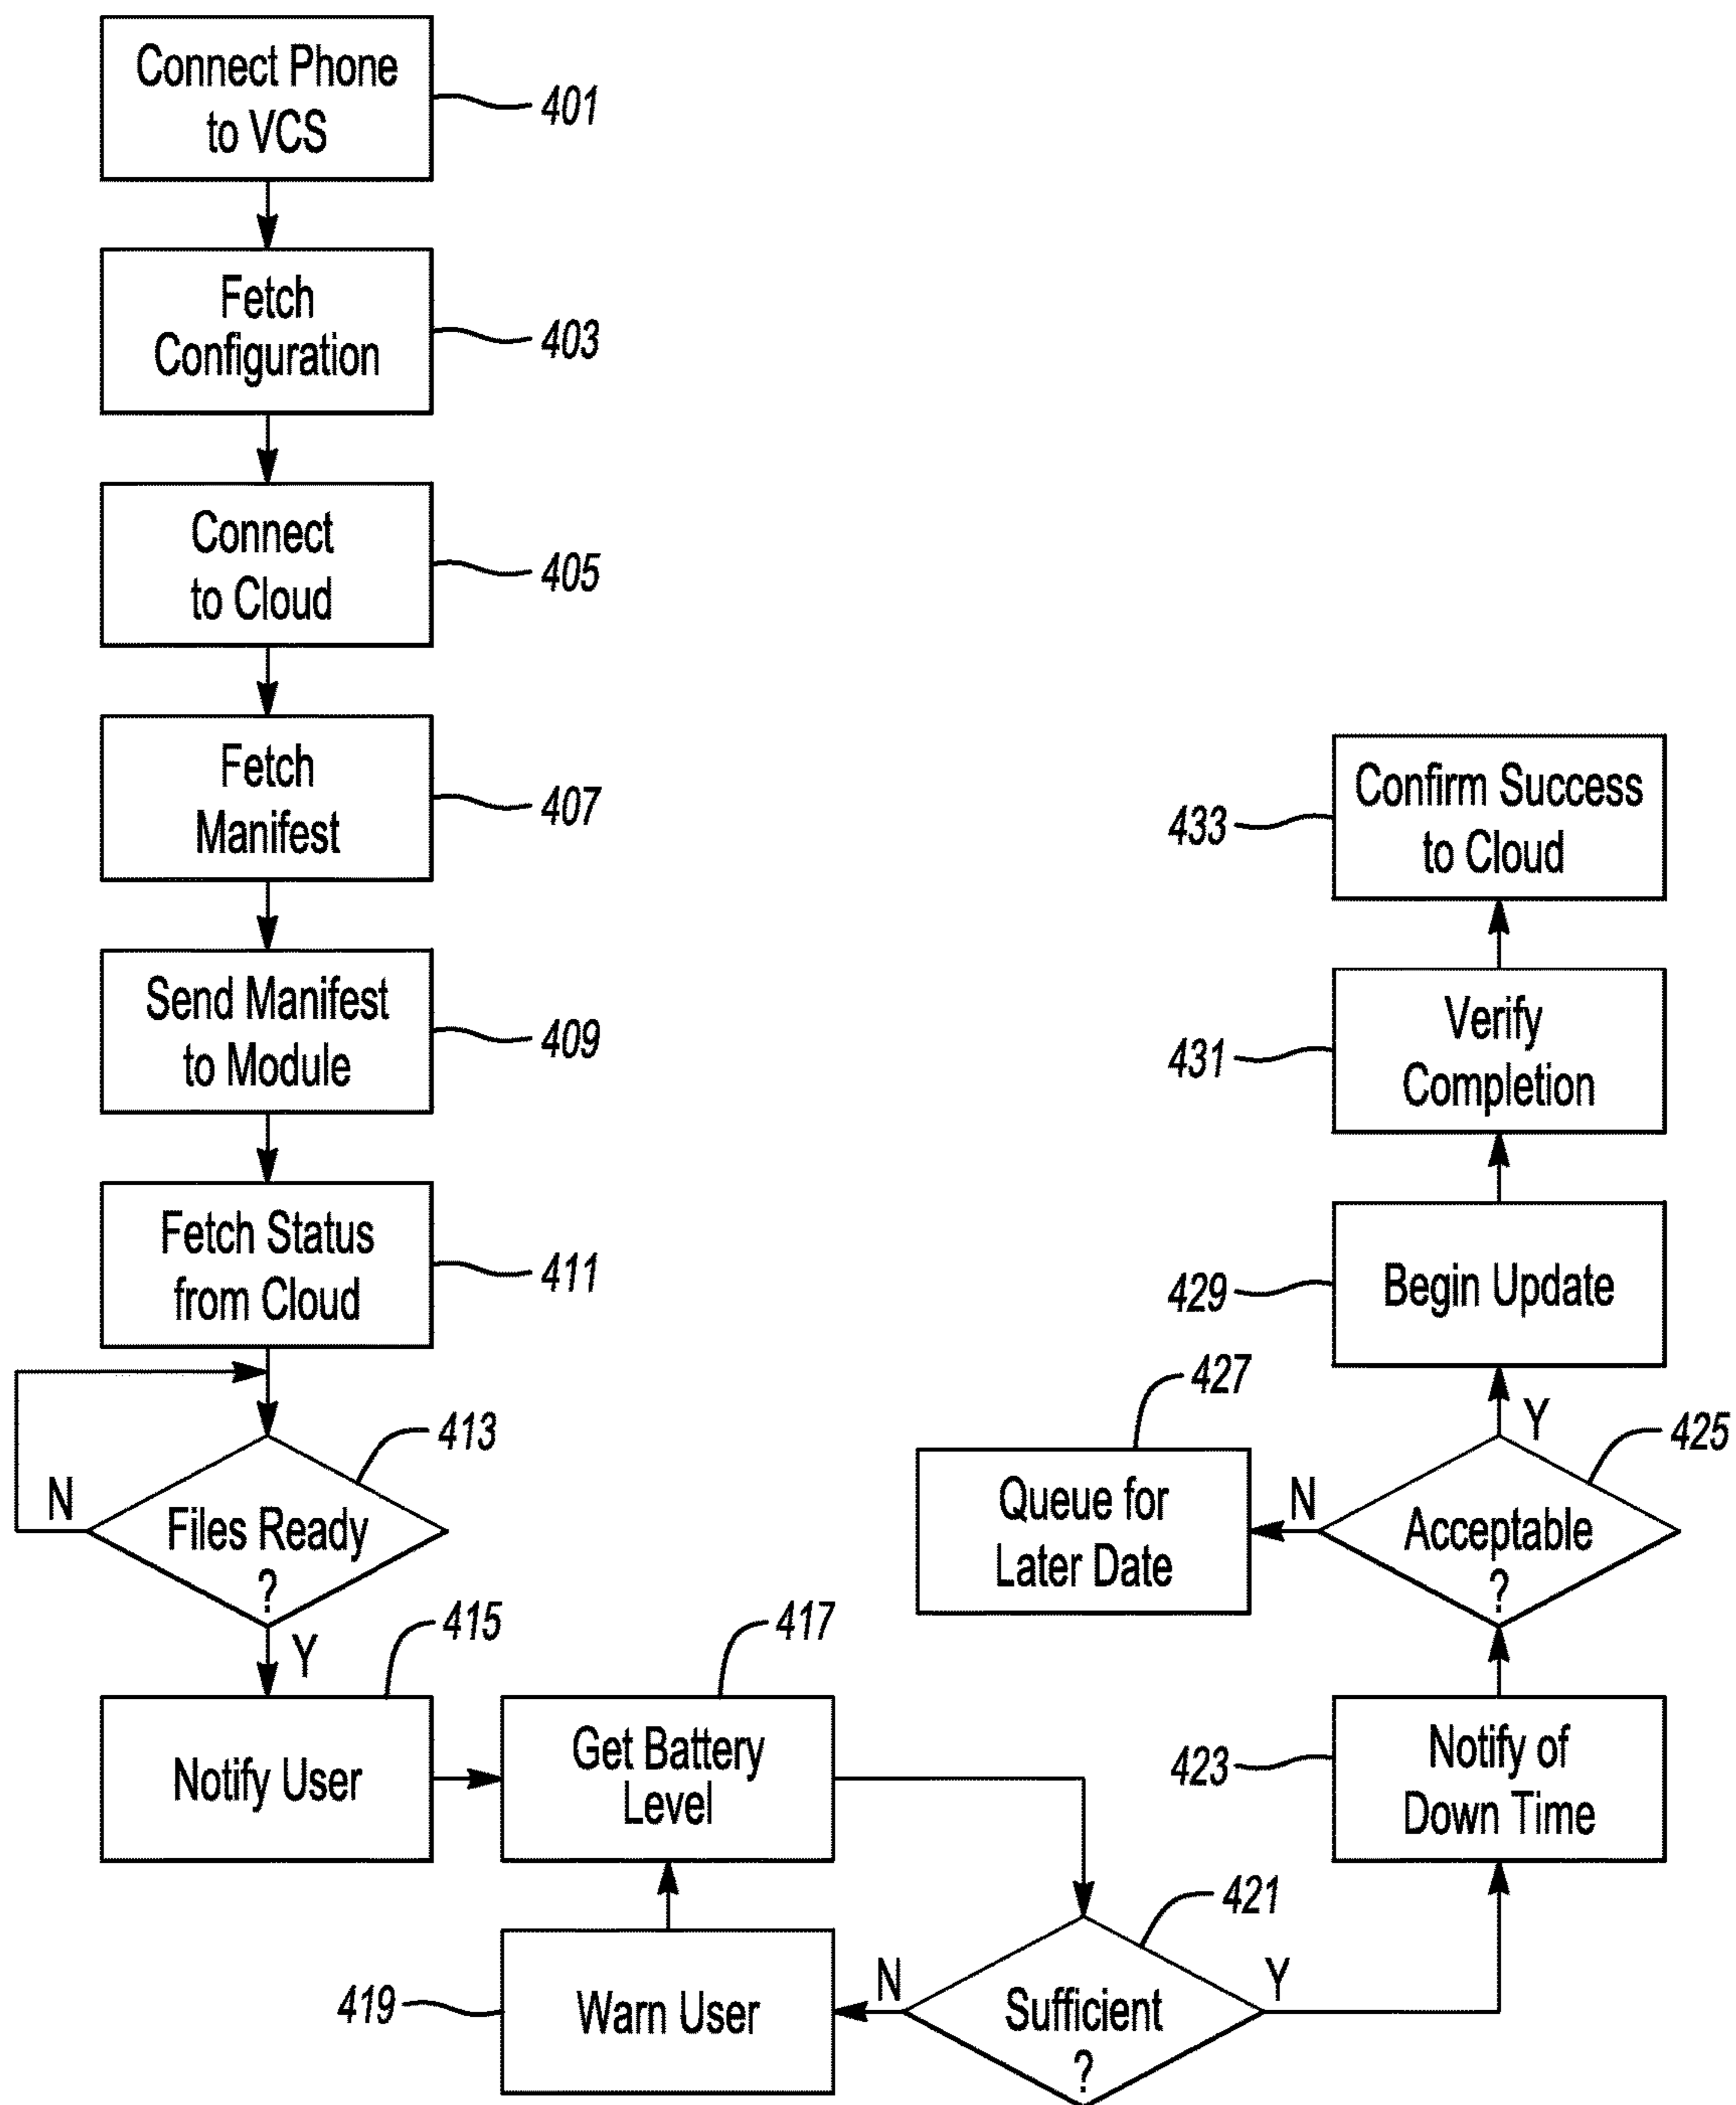 Connect Phone
to VCS
401
Fetch
Configuration
403
Connect
to Cloud
405
Fetch
Manifest
407
Send Manifest
to Module
409
Fetch Status
from Cloud
411
413
N
Files Ready
?
Y
415
Notify User
417
Get Battery
Level
419
Warn User
N
421
Sufficient
?
Y
423
Notify of
Down Time
425
Acceptable
?
N
427
Queue for
Later Date
Y
429
Begin Update
431
Verify
Completion
433
Confirm Success
to Cloud